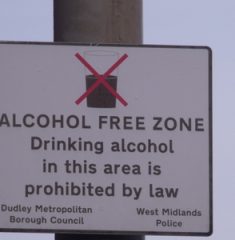 ALCOHOL FREE ZONE
Drinking alcohol
in this area is
prohibited by law
Dudley Metropolitan
Borough Council
West Midlands
Police